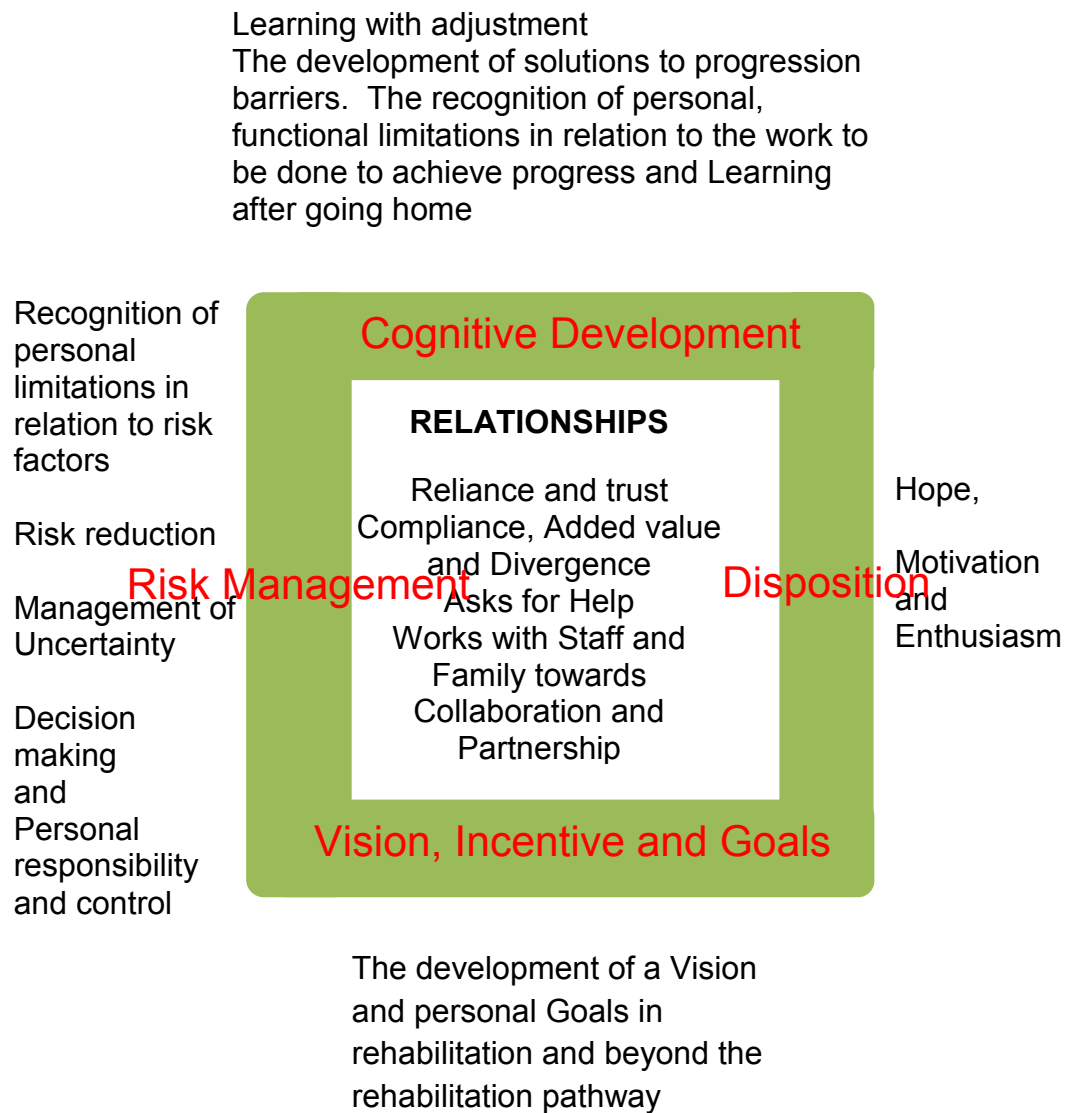 Learning with adjustment
The development of solutions to progression
barriers.  The recognition of personal,
functional limitations in relation to the work to
be done to achieve progress and Learning
after going home
Recognition of
personal
limitations in
relation to risk
factors
Risk reduction
Management of
Uncertainty
Decision
making
and
Personal
responsibility
and control
Cognitive Development
Risk Management
RELATIONSHIPS
Reliance and trust
Compliance, Added value
and Divergence
Asks for Help
Works with Staff and
Family towards
Collaboration and
Partnership
Disposition
Hope,
Motivation
and
Enthusiasm
Vision, Incentive and Goals
The development of a Vision
and personal Goals in
rehabilitation and beyond the
rehabilitation pathway